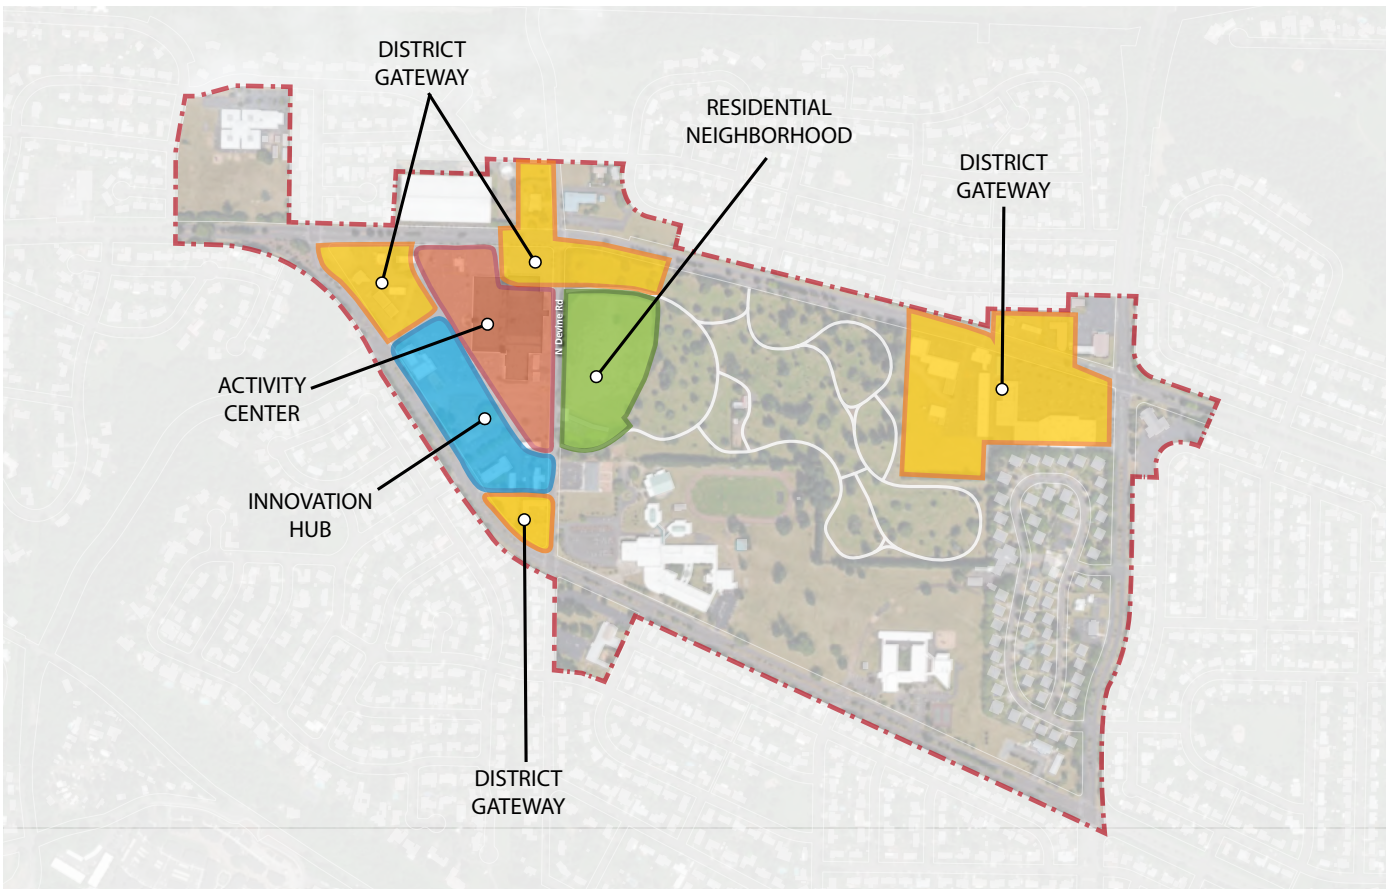 DISTRICT
GATEWAY
RESIDENTIAL
NEIGHBORHOOD
DISTRICT
GATEWAY
N Devine Rd
ACTIVITY
CENTER
INNOVATION
HUB
DISTRICT
GATEWAY